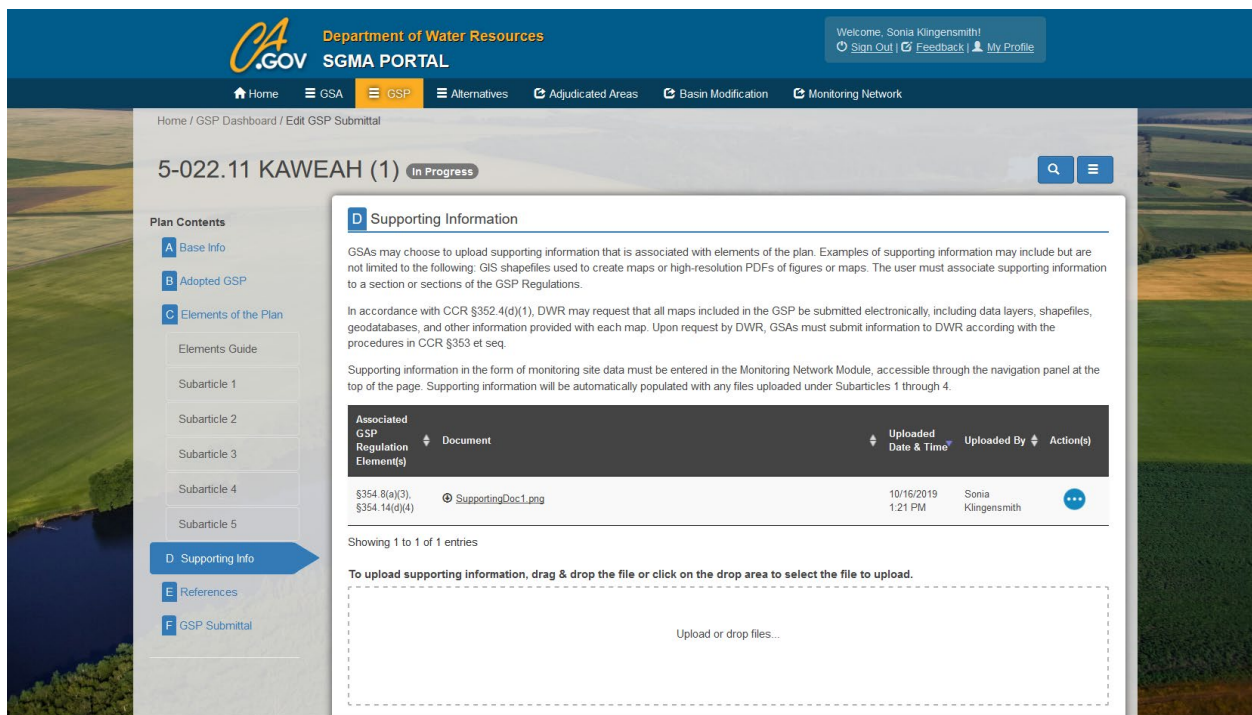 CA
.GOV
Department of Water Resources
SGMA PORTAL
Welcome, Sonia Klingensmith!
Sign Out | Feedback | My Profile
Home GSA GSP Alternatives Adjudicated Areas Basin Modification Monitoring Network
Home / GSP Dashboard / Edit GSP Submittal
5-022.11 KAWEAH (1) In Progress
Plan Contents
A Base Info
B Adopted GSP
C Elements of the Plan
Elements Guide
Subarticle 1
Subarticle 2
Subarticle 3
Subarticle 4
Subarticle 5
D Supporting Info
E References
F GSP Submittal
D Supporting Information
GSAs may choose to upload supporting information that is associated with elements of the plan. Examples of supporting information may include but are
not limited to the following: GIS shapefiles used to create maps or high-resolution PDFs of figures or maps. The user must associate supporting information
to a section or sections of the GSP Regulations.
In accordance with CCR §352.4(d)(1), DWR may request that all maps included in the GSP be submitted electronically, including data layers, shapefiles,
geodatabases, and other information provided with each map. Upon request by DWR, GSAs must submit information to DWR according with the
procedures in CCR §353 et seq.
Supporting information in the form of monitoring site data must be entered in the Monitoring Network Module, accessible through the navigation panel at the
top of the page. Supporting information will be automatically populated with any files uploaded under Subarticles 1 through 4.
Associated
GSP
Regulation
Element(s)
Document
Uploaded
Date & Time
Uploaded By
Action(s)
§354.8(a)(3),
§354.14(d)(4)
SupportingDoc1.png
10/16/2019
1:21 PM
Sonia
Klingensmith
Showing 1 to 1 of 1 entries
To upload supporting information, drag & drop the file or click on the drop area to select the file to upload.
Upload or drop files...